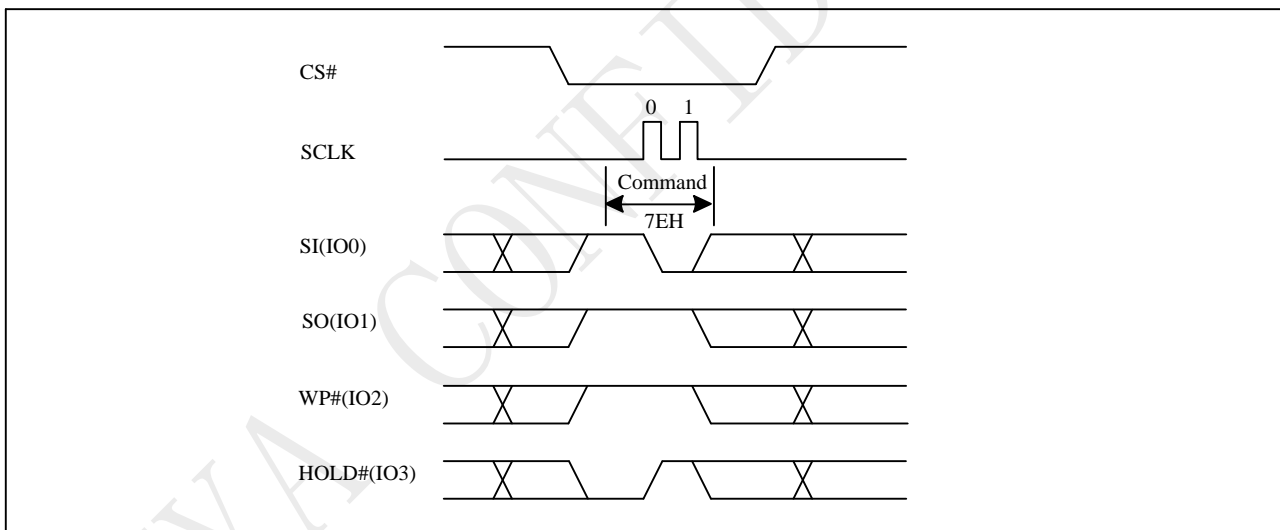 CS#
0 1
SCLK
Command
7EH
SI(IO0)
SO(IO1)
WP#(IO2)
HOLD#(IO3)